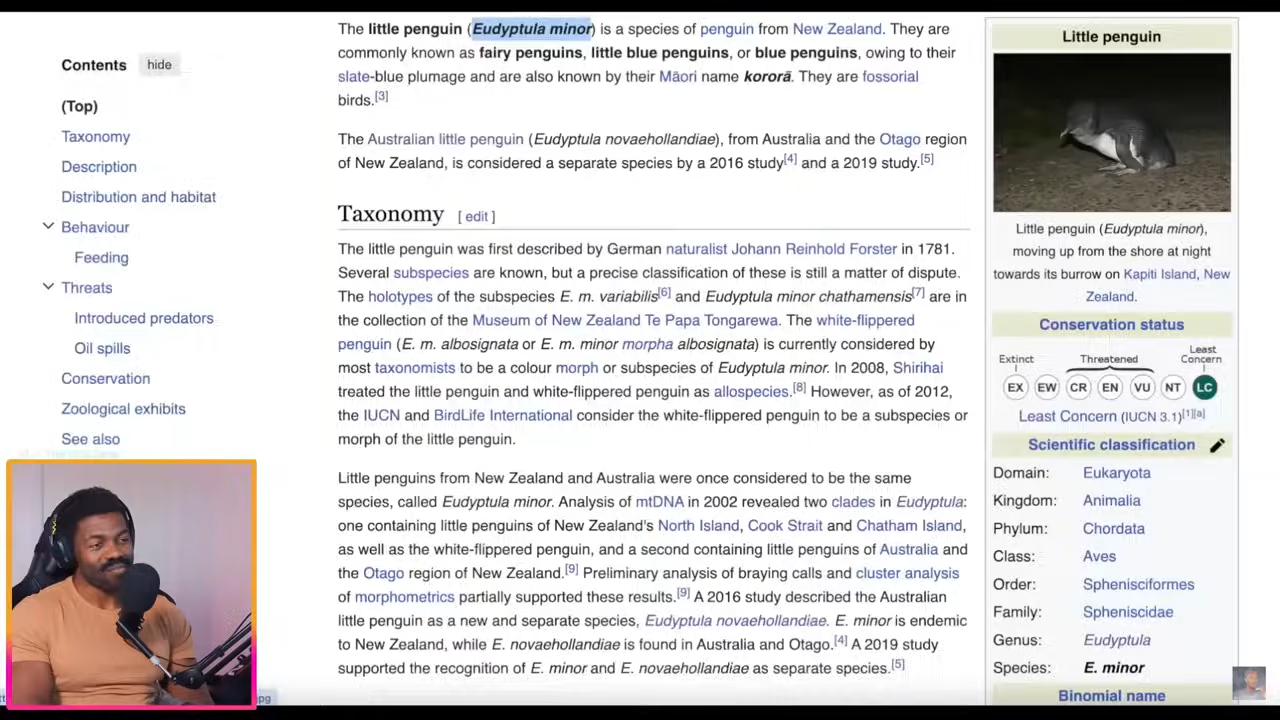 Contents hide
(Top)
Taxonomy
Description
Distribution and habitat
Behaviour
Feeding
Threats
Introduced predators
Oil spills
Conservation
Zoological exhibits
See also
The little penguin (Eudyptula minor) is a species of penguin from New Zealand. They are
commonly known as fairy penguins, little blue penguins, or blue penguins, owing to their
slate-blue plumage and are also known by their Māori name kororā. They are fossorial
birds.[3]
The Australian little penguin (Eudyptula novaehollandiae), from Australia and the Otago region
of New Zealand, is considered a separate species by a 2016 study[4] and a 2019 study.[5]
Taxonomy [ edit ]
The little penguin was first described by German naturalist Johann Reinhold Forster in 1781.
Several subspecies are known, but a precise classification of these is still a matter of dispute.
The holotypes of the subspecies E. m. variabilis[6] and Eudyptula minor chathamensis[7] are in
the collection of the Museum of New Zealand Te Papa Tongarewa. The white-flippered
penguin (E. m. albosignata or E. m. minor morpha albosignata) is currently considered by
most taxonomists to be a colour morph or subspecies of Eudyptula minor. In 2008, Shirihai
treated the little penguin and white-flippered penguin as allospecies.[8] However, as of 2012,
the IUCN and BirdLife International consider the white-flippered penguin to be a subspecies or
morph of the little penguin.
Little penguins from New Zealand and Australia were once considered to be the same
species, called Eudyptula minor. Analysis of mtDNA in 2002 revealed two clades in Eudyptula:
one containing little penguins of New Zealand's North Island, Cook Strait and Chatham Island,
as well as the white-flippered penguin, and a second containing little penguins of Australia and
the Otago region of New Zealand.[9] Preliminary analysis of braying calls and cluster analysis
of morphometrics partially supported these results.[9] A 2016 study described the Australian
little penguin as a new and separate species, Eudyptula novaehollandiae. E. minor is endemic
to New Zealand, while E. novaehollandiae is found in Australia and Otago.[4] A 2019 study
supported the recognition of E. minor and E. novaehollandiae as separate species.[5]
Little penguin
Little penguin (Eudyptula minor),
moving up from the shore at night
towards its burrow on Kapiti Island, New
Zealand.
Conservation status
Extinct Threatened Least
Concern
EX EW CR EN VU NT LC
Least Concern (IUCN 3.1)[1][a]
Scientific classification
Domain: Eukaryota
Kingdom: Animalia
Phylum: Chordata
Class: Aves
Order: Sphenisciformes
Family: Spheniscidae
Genus: Eudyptula
Species: E. minor
Binomial name